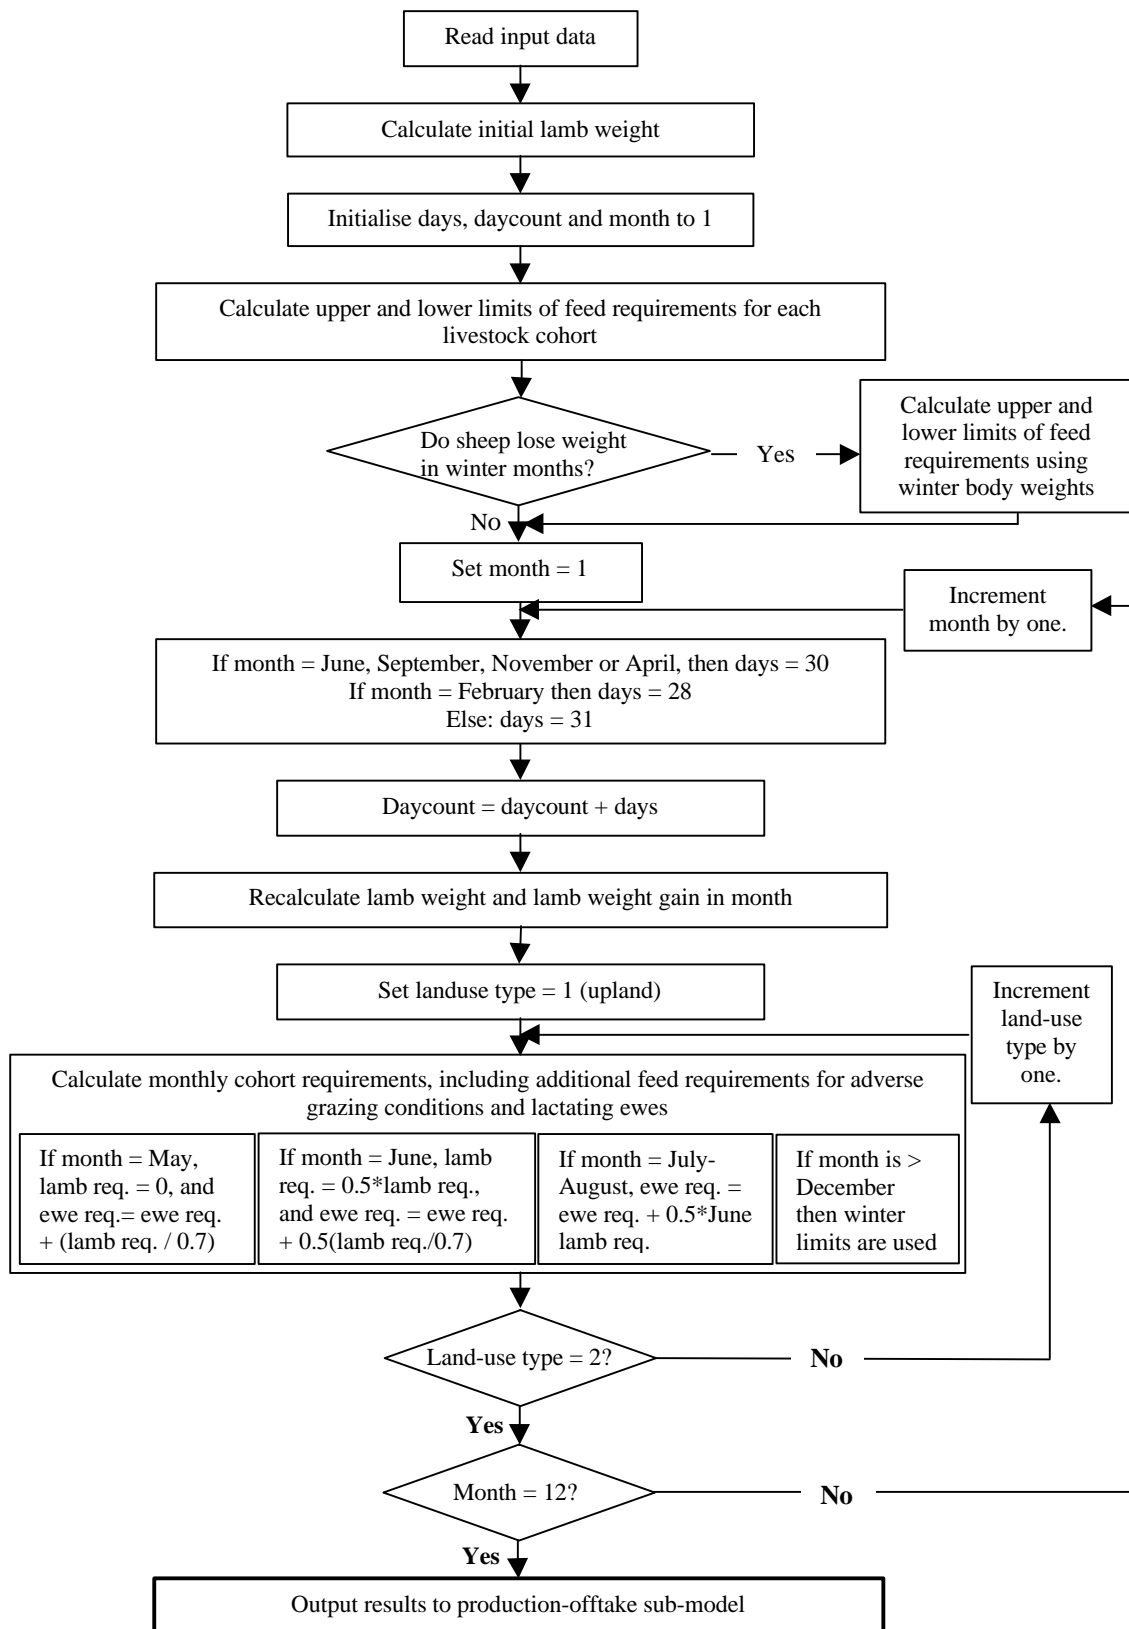 Read input data
Calculate initial lamb weight
Initialise days, daycount and month to 1
Calculate upper and lower limits of feed requirements for each
livestock cohort
Do sheep lose weight
in winter months?
Yes
Calculate upper and
lower limits of feed
requirements using
winter body weights
No
Set month = 1
Increment
month by one.
If month = June, September, November or April, then days = 30
If month = February then days = 28
Else: days = 31
Daycount = daycount + days
Recalculate lamb weight and lamb weight gain in month
Set landuse type = 1 (upland)
Increment
land-use
type by
one.
Calculate monthly cohort requirements, including additional feed requirements for adverse
grazing conditions and lactating ewes
If month = May,
lamb req. = 0, and
ewe req.= ewe req.
+ (lamb req. / 0.7)
If month = June, lamb
req. = 0.5*lamb req.,
and ewe req. = ewe req.
+ 0.5(lamb req./0.7)
If month = July-
August, ewe req. =
ewe req. + 0.5*June
lamb req.
If month is >
December
then winter
limits are used
Land-use type = 2?
No
Yes
Month = 12?
No
Yes
Output results to production-offtake sub-model